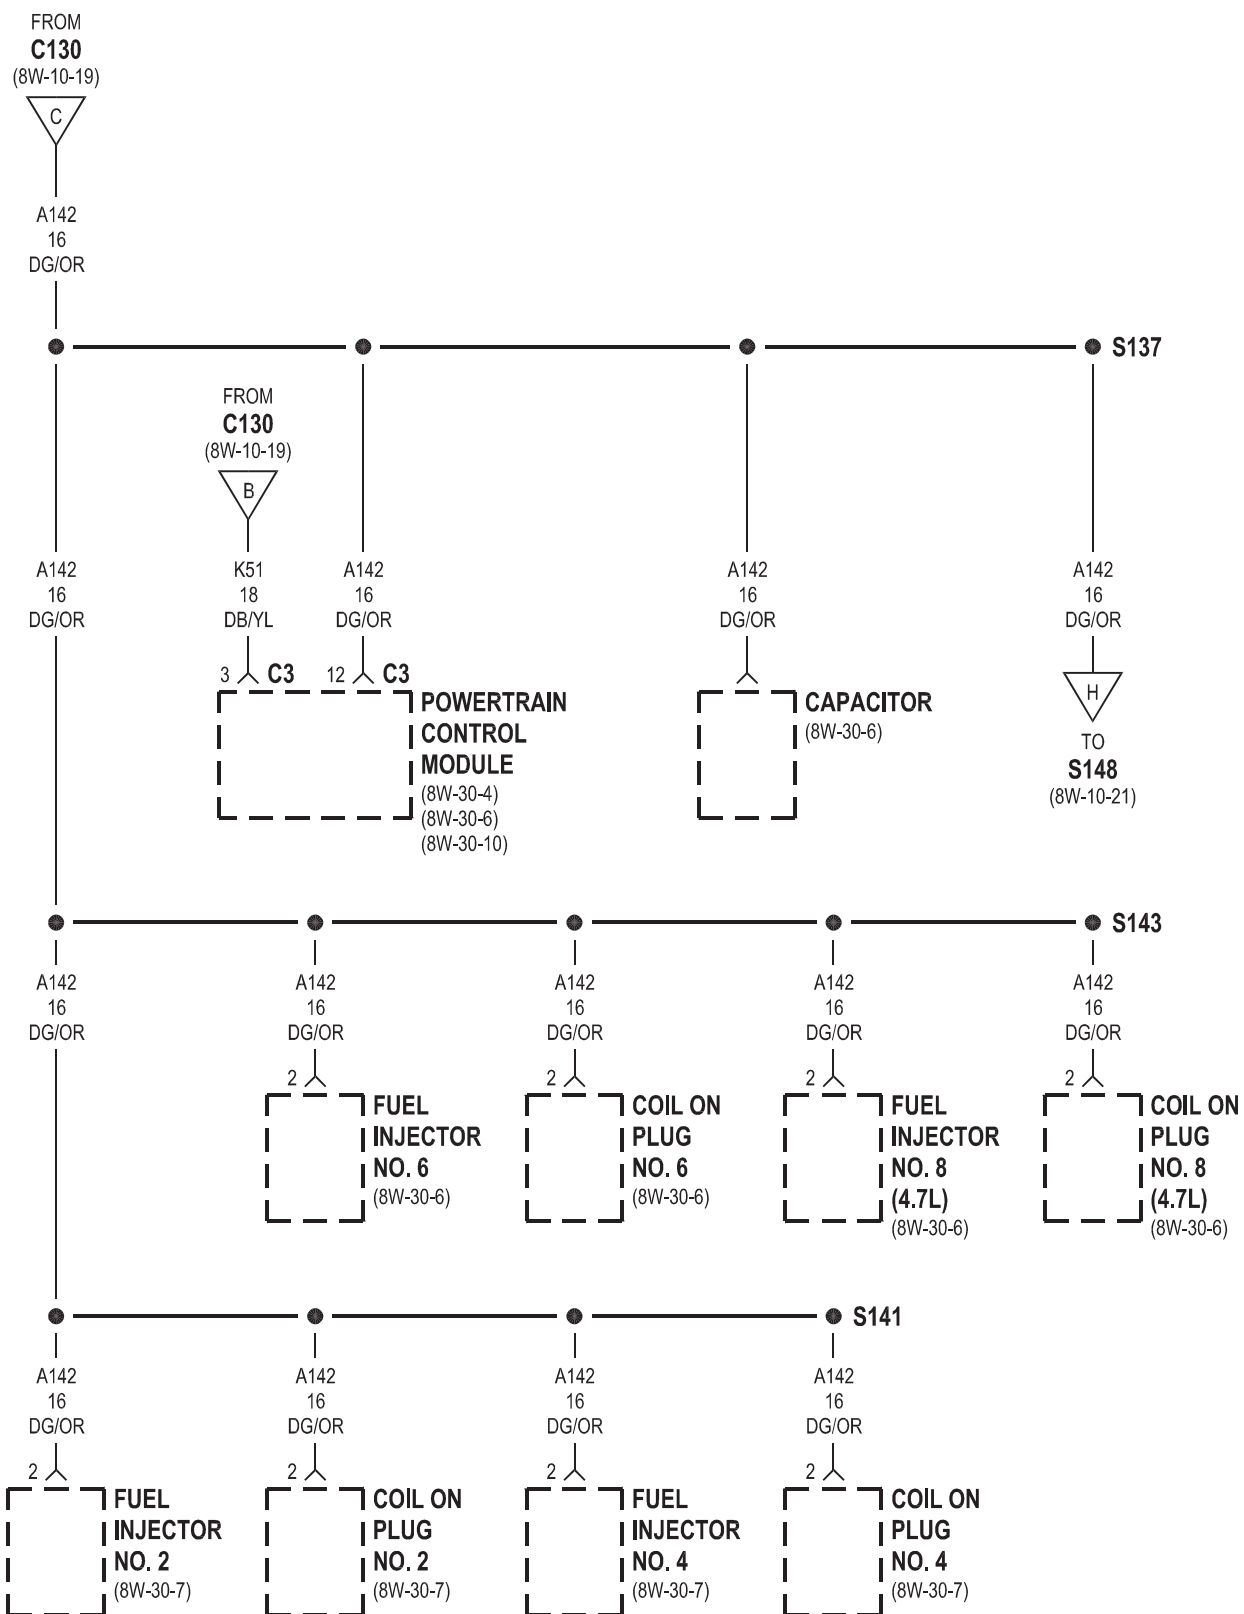 FROM
C130
(8W-10-19)
C
A142
16
DG/OR
S137
FROM
C130
(8W-10-19)
B
A142
16
DG/OR
K51
18
DB/YL
A142
16
DG/OR
A142
16
DG/OR
A142
16
DG/OR
3
C3
12
C3
POWERTRAIN
CONTROL
MODULE
(8W-30-4)
(8W-30-6)
(8W-30-10)
CAPACITOR
(8W-30-6)
H
TO
S148
(8W-10-21)
S143
A142
16
DG/OR
A142
16
DG/OR
A142
16
DG/OR
A142
16
DG/OR
A142
16
DG/OR
2
FUEL
INJECTOR
NO. 6
(8W-30-6)
2
COIL ON
PLUG
NO. 6
(8W-30-6)
2
FUEL
INJECTOR
NO. 8
(4.7L)
(8W-30-6)
2
COIL ON
PLUG
NO. 8
(4.7L)
(8W-30-6)
S141
A142
16
DG/OR
A142
16
DG/OR
A142
16
DG/OR
A142
16
DG/OR
2
FUEL
INJECTOR
NO. 2
(8W-30-7)
2
COIL ON
PLUG
NO. 2
(8W-30-7)
2
FUEL
INJECTOR
NO. 4
(8W-30-7)
2
COIL ON
PLUG
NO. 4
(8W-30-7)